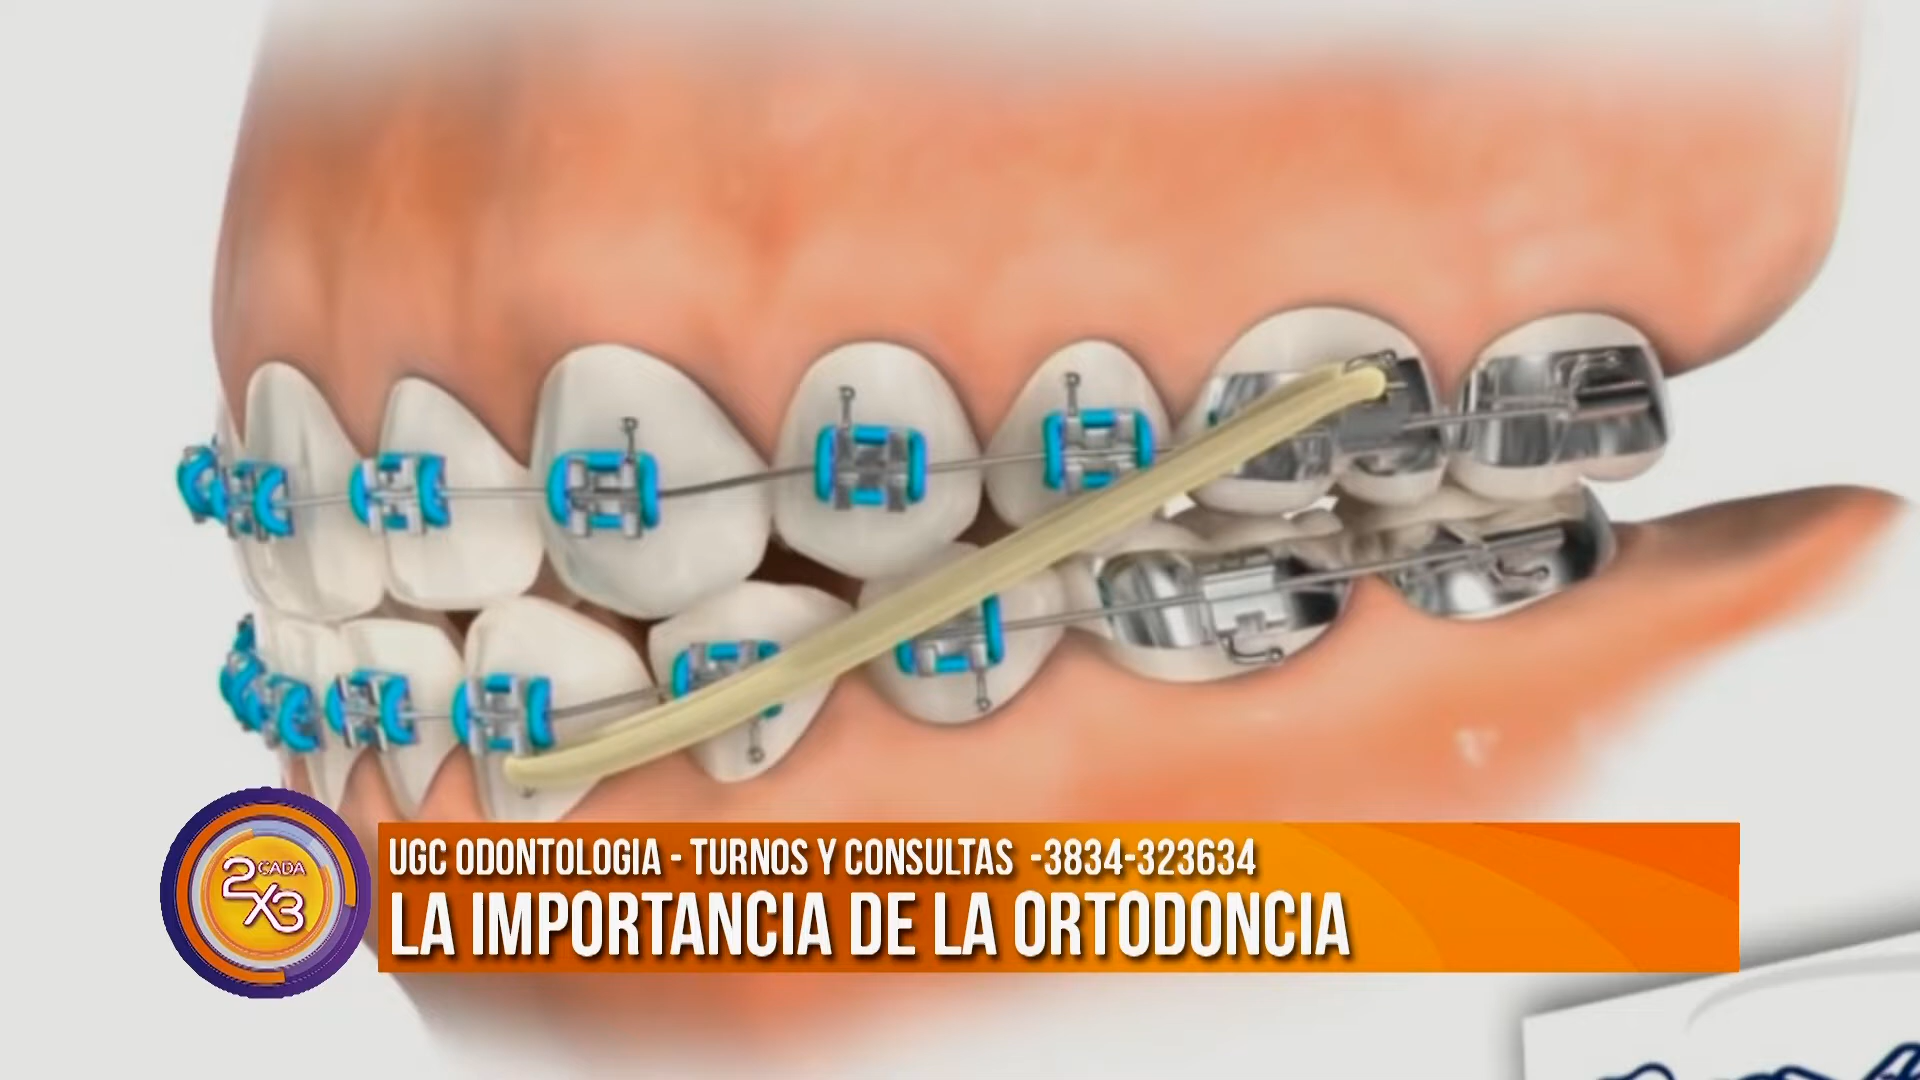 UGC ODONTOLOGIA - TURNOS Y CONSULTAS -3834-323634
LA IMPORTANCIA DE LA ORTODONCIA
2 CADA
X3